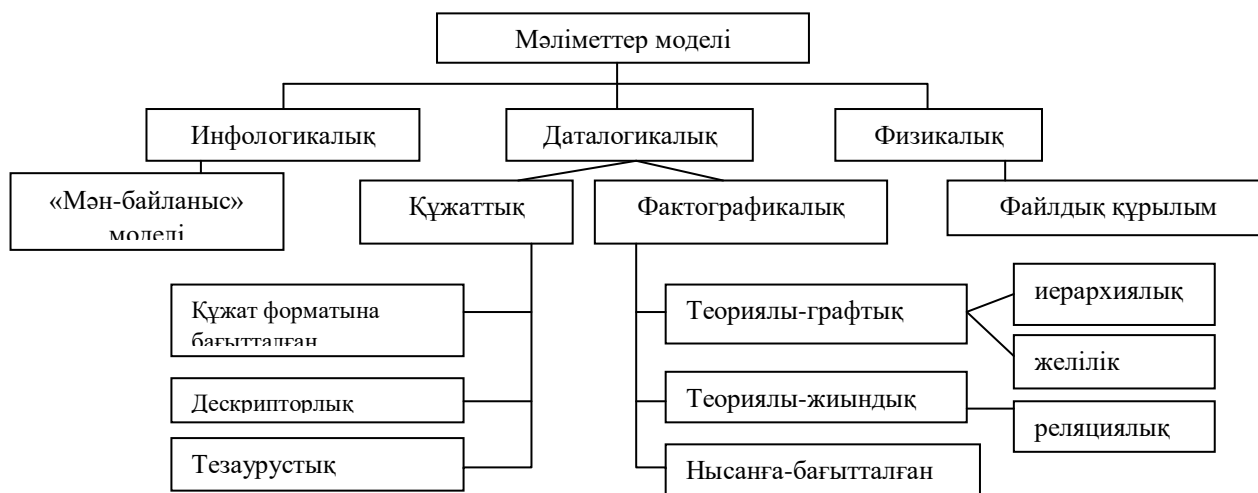 Мәліметтер моделі
Инфологикалық
Даталогикалық
Физикалық
«Мән-байланыс»
моделі
Құжаттық
Фактографикалық
Файлдық құрылым
Құжат форматына
бағытталған
Теориялы-графтық
иерархиялық
желілік
Дескрипторлық
Теориялы-жиындық
реляциялық
Тезаурустық
Нысанға-бағытталған